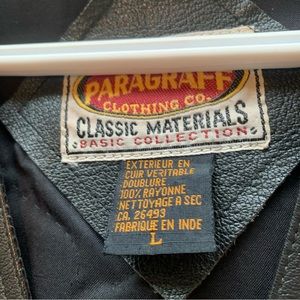 PARAGRAFF
CLOTHING CO.
CLASSIC MATERIALS
BASIC COLLECTION
EXTERIEUR EN
CUIR VERITABLE
DOUBLURE
100% RAYONNE
NETTOYAGE A SEC
CA. 26493
FABRIQUE EN INDE
L